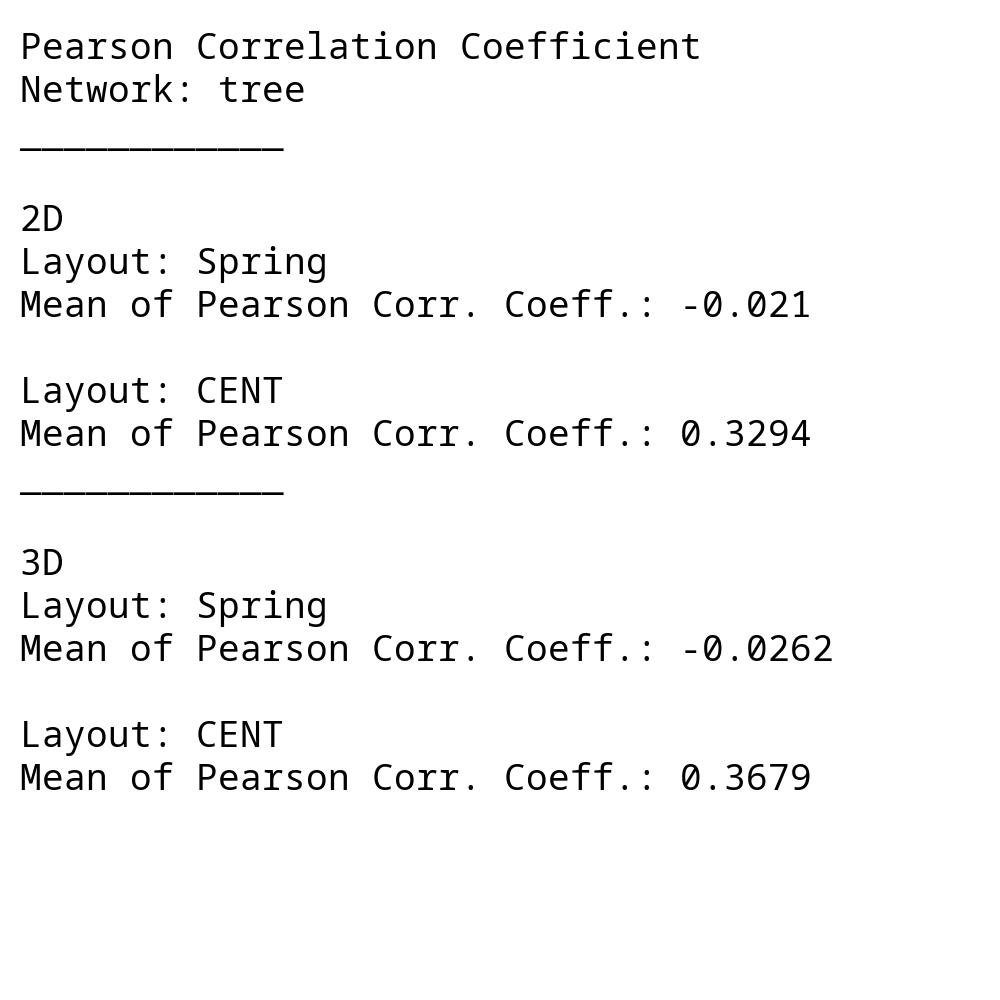 Pearson Correlation Coefficient
Network: tree
____________
2D
Layout: Spring
Mean of Pearson Corr. Coeff.: -0.021
Layout: CENT
Mean of Pearson Corr. Coeff.: 0.3294
____________
3D
Layout: Spring
Mean of Pearson Corr. Coeff.: -0.0262
Layout: CENT
Mean of Pearson Corr. Coeff.: 0.3679